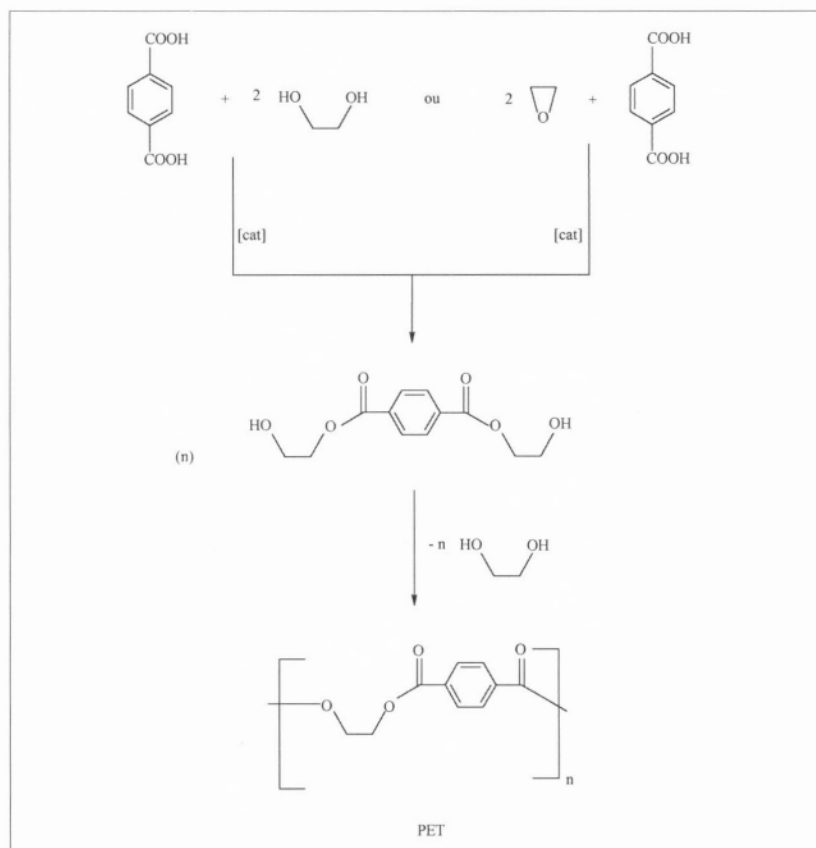 COOH COOH
+ 2 HO OH ou 2 O +
COOH COOH
[cat] [cat]
O O
HO O O OH
(n)
- n HO OH
O O
O O
n
PET